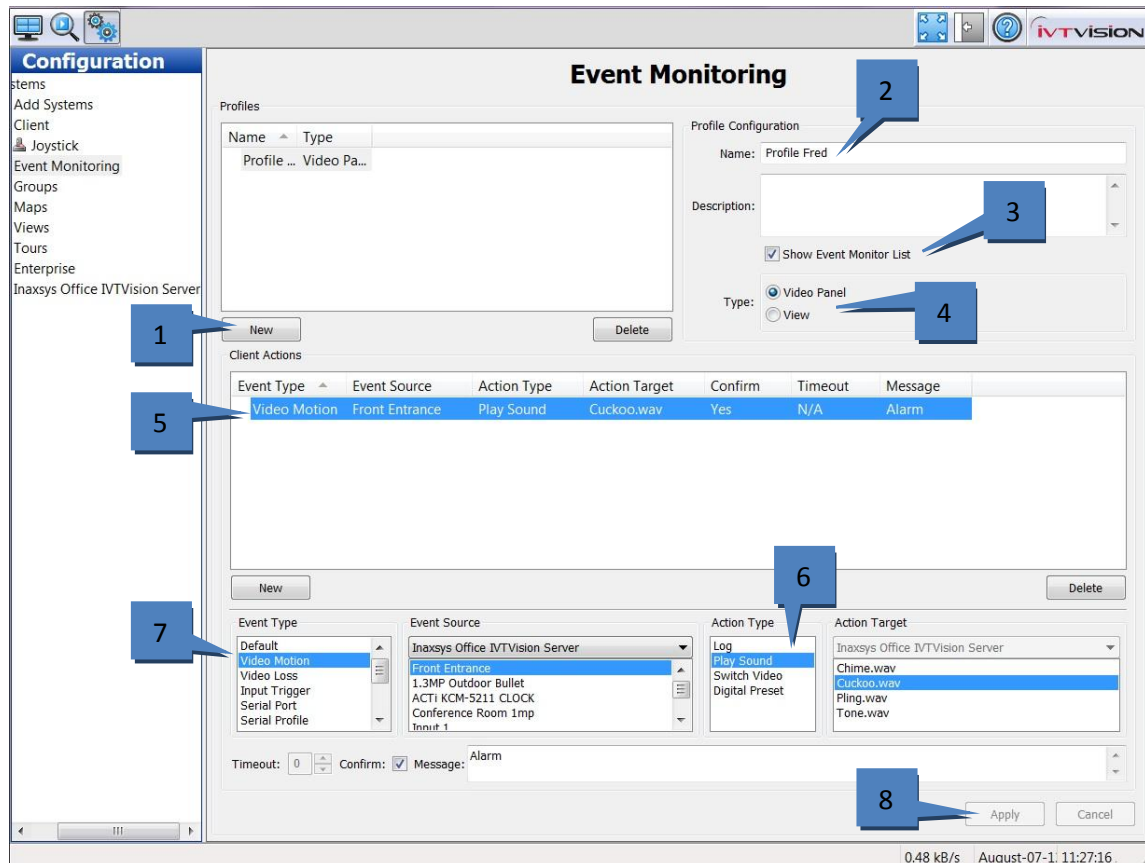 ivTvision
Configuration
stems
Add Systems
Client
Joystick
Event Monitoring
Groups
Maps
Views
Tours
Enterprise
Inaxsys Office IVTVision Server
Event Monitoring
2
Profiles
Name Type
Profile ... Video Pa...
Profile Configuration
Name: Profile Fred
Description:
3
Show Event Monitor List
Type: Video Panel
View
4
1
New Delete
Client Actions
Event Type Event Source Action Type Action Target Confirm Timeout Message
Video Motion Front Entrance Play Sound Cuckoo.wav Yes N/A Alarm
5
6
New Delete
7
Event Type Event Source Action Type Action Target
Default
Video Motion
Video Loss
Input Trigger
Serial Port
Serial Profile
Inaxsys Office IVTVision Server
Front Entrance
1.3MP Outdoor Bullet
ACTi KCM-5211 CLOCK
Conference Room 1mp
Input 1
Log
Play Sound
Switch Video
Digital Preset
Inaxsys Office IVTVision Server
Chime.wav
Cuckoo.wav
Pling.wav
Tone.wav
Timeout: 0 Confirm: Message: Alarm
8
Apply Cancel
0.48 kB/s August-07-1 11:27:16